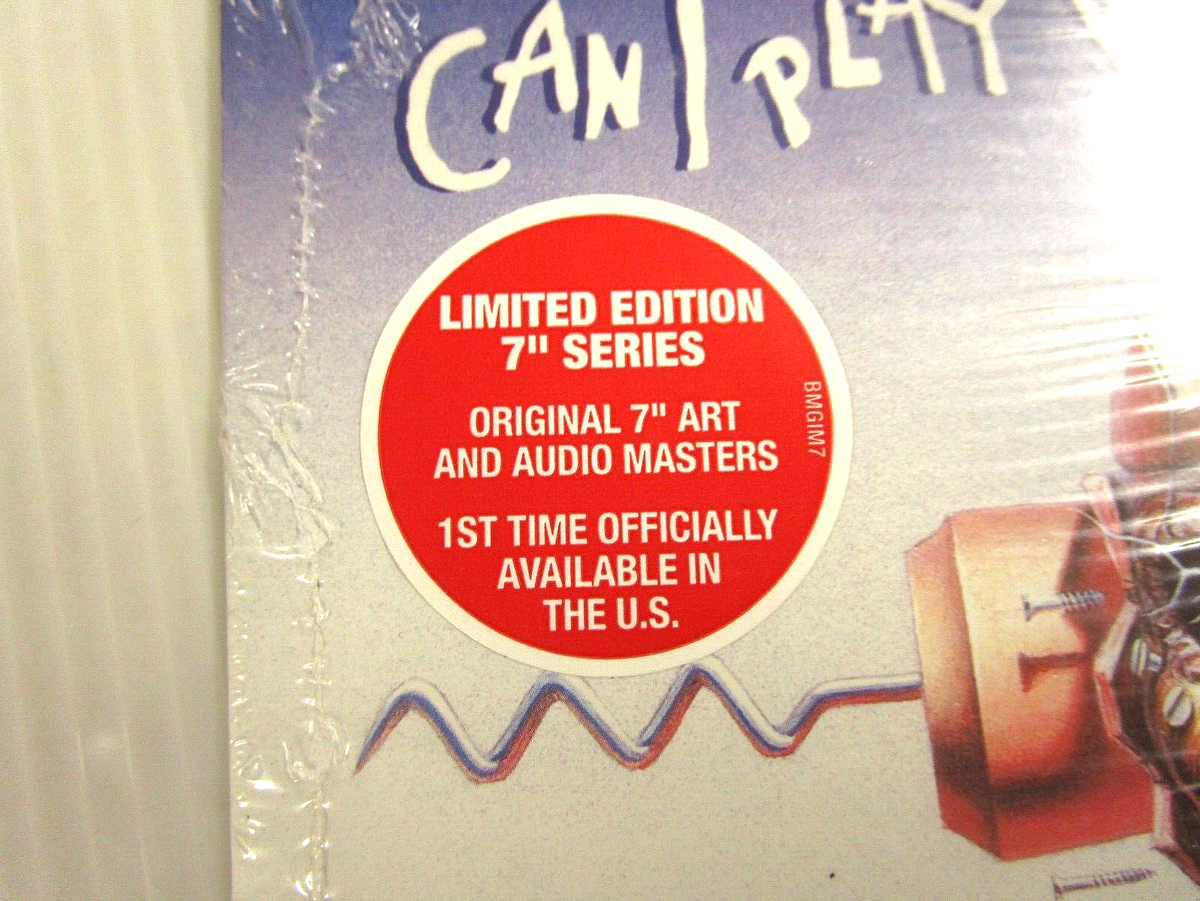 CAN I PLAY
LIMITED EDITION
7" SERIES
ORIGINAL 7" ART
AND AUDIO MASTERS
1ST TIME OFFICIALLY
AVAILABLE IN
THE U.S.
BMGIM7